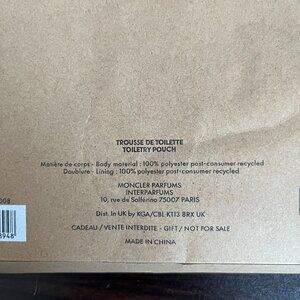 TROUSSE DE TOILETTE
TOILETRY POUCH
Matière de corps - Body material : 100% polyester post-consumer recycled
Doublure - Lining : 100% polyester post-consumer recycled
MONCLER PARFUMS
INTERPARFUMS
10, rue de Solférino 75007 PARIS
Dist. In UK by KGA/CBL KT13 8RX UK
CADEAU / VENTE INTERDITE - GIFT / NOT FOR SALE
MADE IN CHINA